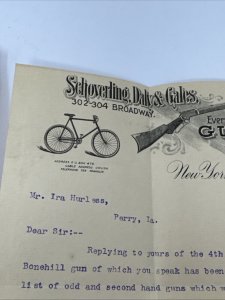 Schoverling, Daly & Gales,
302-304 BROADWAY.
Ever
GU
New York
Mr. Ira Hurless,
Perry, Ia.
Dear Sir:--
Replying to yours of the 4th
Bonehill gun of which you speak has been
list of odd and second hand guns which w